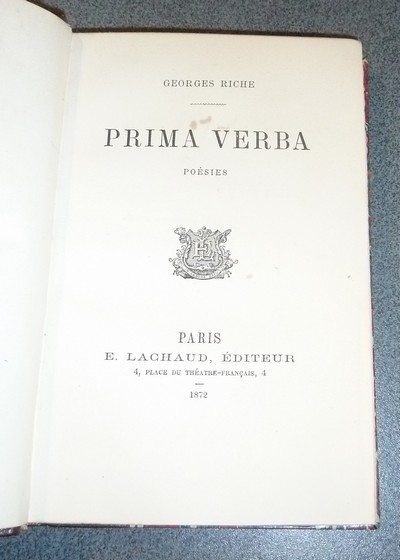 GEORGES RICHE
PRIMA VERBA
POÉSIES
PARIS
E. LACHAUD, ÉDITEUR
4, PLACE DU THÉATRE-FRANÇAIS, 4
1872